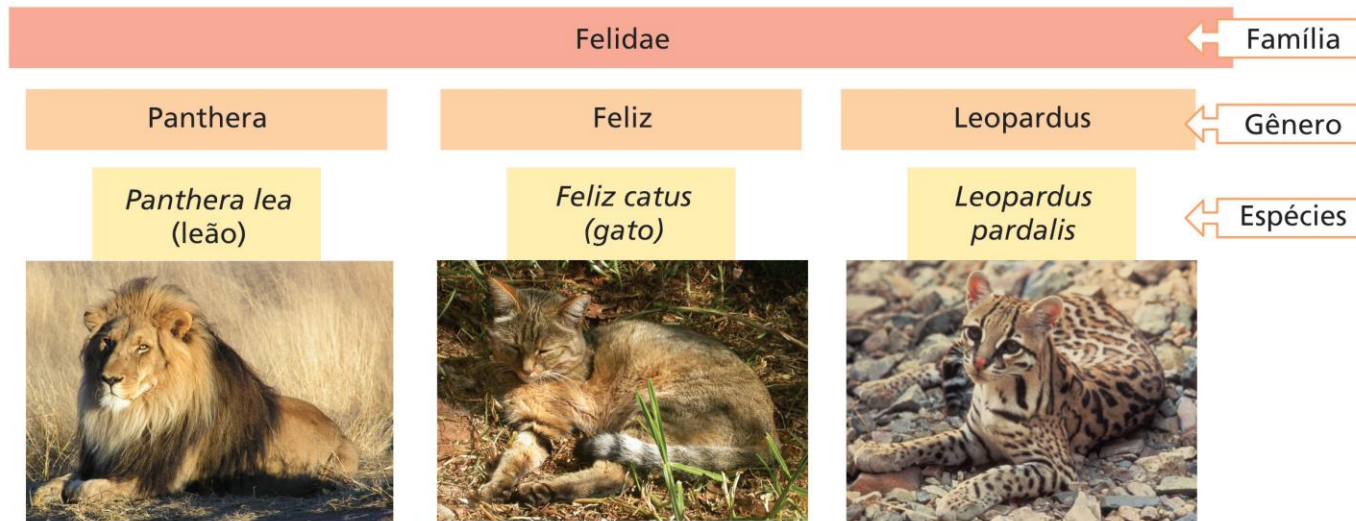 Felidae
Família
Panthera
Feliz
Leopardus
Gênero
Panthera lea
(leão)
Feliz catus
(gato)
Leopardus
pardalis
Espécies